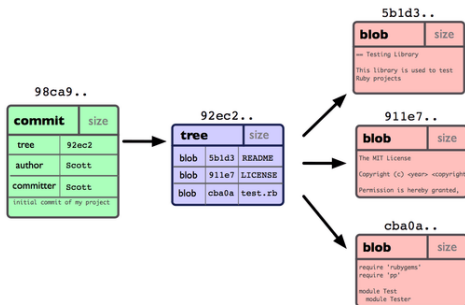 98ca9..
commit size
tree 92ec2
author Scott
committer Scott
initial commit of my project
92ec2..
tree size
blob 5b1d3 README
blob 911e7 LICENSE
blob cba0a test.rb
5b1d3..
blob size
== Testing Library
This library is used to test
Ruby projects
911e7..
blob size
The MIT License
Copyright (c) <year> <copyright
Permission is hereby granted,
cba0a..
blob size
require 'rubygems'
require 'pp'
module Test
module Tester